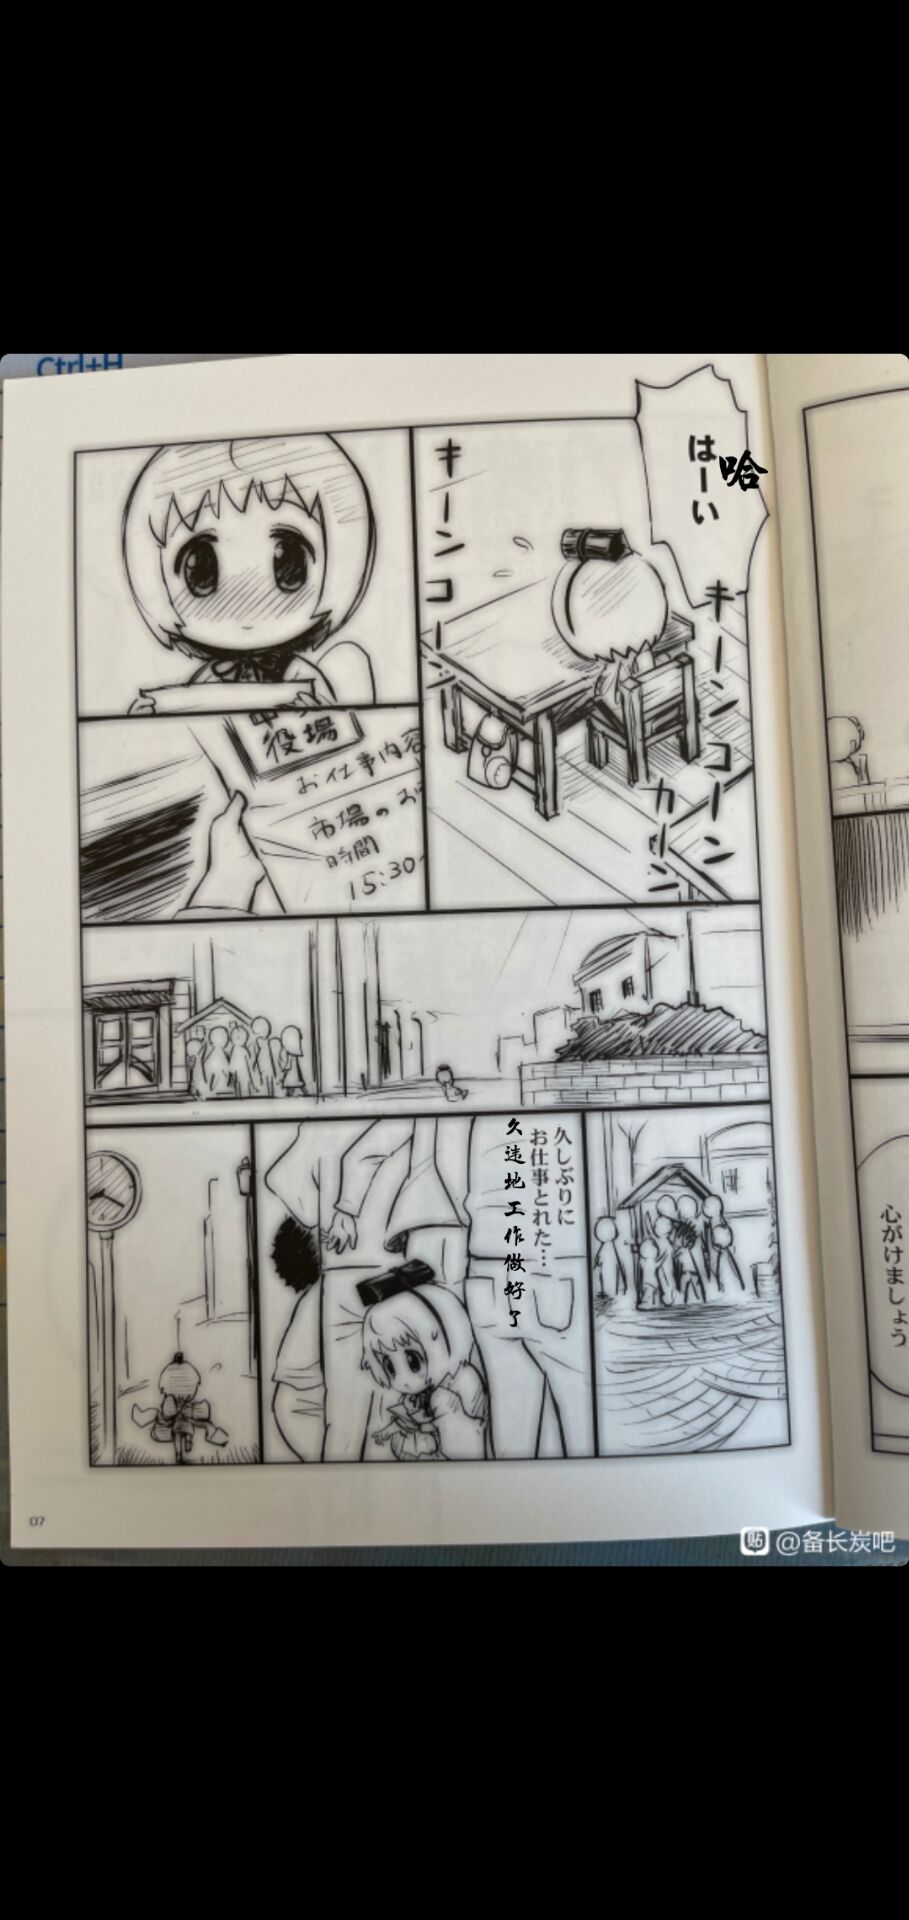 Ctrl+H
はーい
哈
キーンコーン
カーン
キーンコーン
役場
お仕事内容
市場のお
時間
15:30~
久しぶりに
お仕事とれた…
久违地工作做好了
心がけましょう
07
贴 @备长炭吧